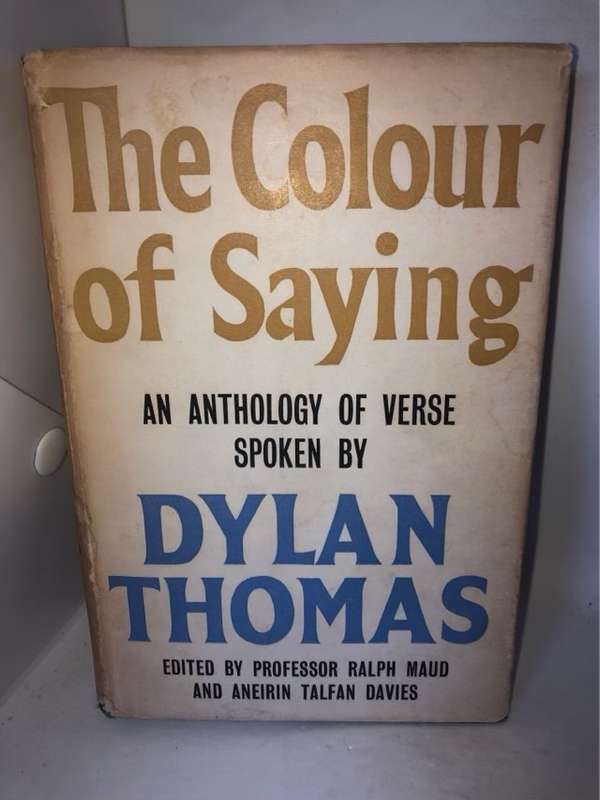 The Colour
of Saying
AN ANTHOLOGY OF VERSE
SPOKEN BY
DYLAN
THOMAS
EDITED BY PROFESSOR RALPH MAUD
AND ANEIRIN TALFAN DAVIES